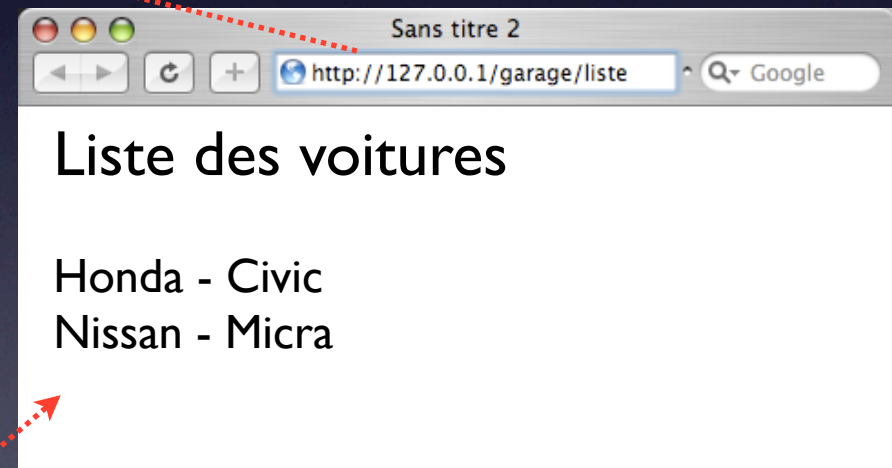 Sans titre 2
http://127.0.0.1/garage/liste
Google
Liste des voitures
Honda - Civic
Nissan - Micra